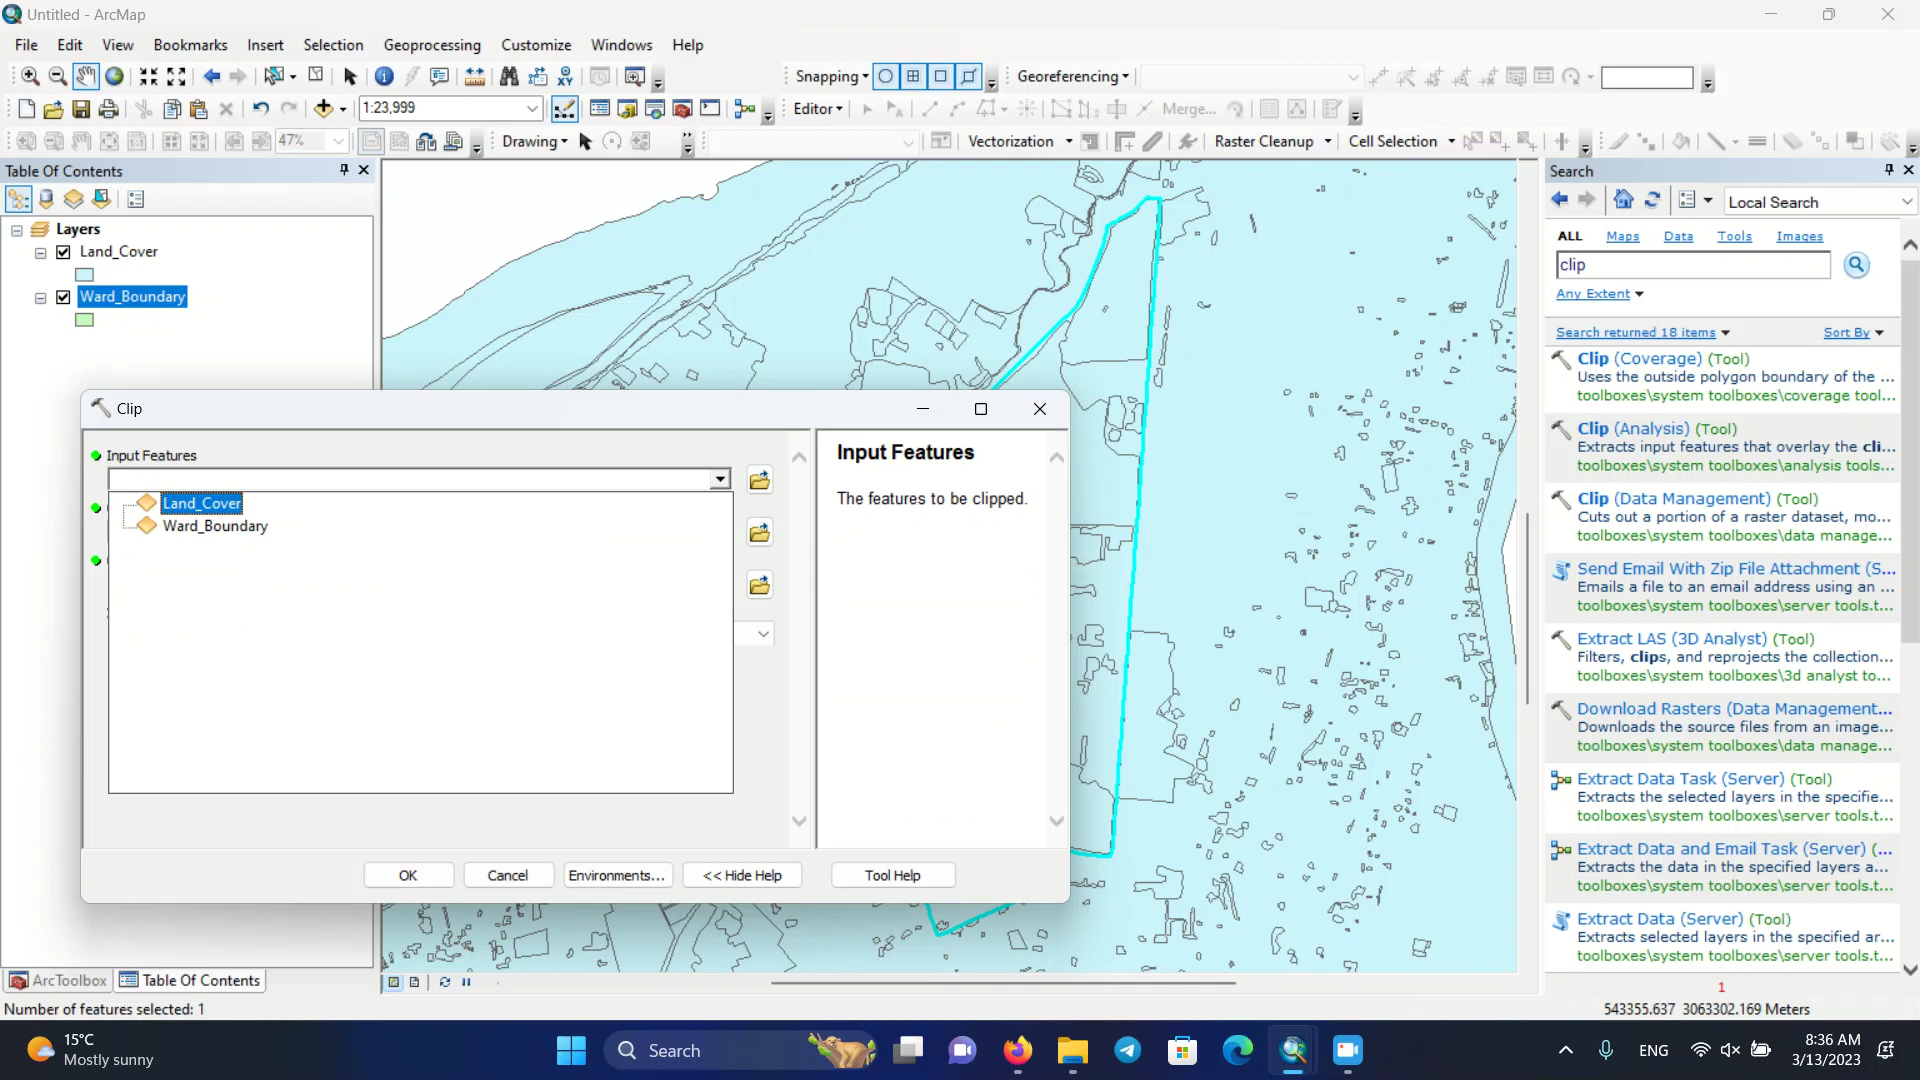 Untitled - ArcMap
File Edit View Bookmarks Insert Selection Geoprocessing Customize Windows Help
Snapping Georeferencing
1:23,999 Editor Merge...
47% Drawing Vectorization Raster Cleanup Cell Selection
Table Of Contents
Layers
Land_Cover
Ward_Boundary
Clip
Input Features
Land_Cover
Ward_Boundary
OK Cancel Environments... << Hide Help Tool Help
Input Features
The features to be clipped.
Search
Local Search
ALL Maps Data Tools Images
clip
Any Extent
Search returned 18 items Sort By
Clip (Coverage) (Tool)
Uses the outside polygon boundary of the ...
toolboxes\system toolboxes\coverage tool...
Clip (Analysis) (Tool)
Extracts input features that overlay the cli...
toolboxes\system toolboxes\analysis tools...
Clip (Data Management) (Tool)
Cuts out a portion of a raster dataset, mo...
toolboxes\system toolboxes\data manage...
Send Email With Zip File Attachment (S...
Emails a file to an email address using an ...
toolboxes\system toolboxes\server tools.t...
Extract LAS (3D Analyst) (Tool)
Filters, clips, and reprojects the collection...
toolboxes\system toolboxes\3d analyst to...
Download Rasters (Data Management...
Downloads the source files from an image...
toolboxes\system toolboxes\data manage...
Extract Data Task (Server) (Tool)
Extracts the selected layers in the specifie...
toolboxes\system toolboxes\server tools.t...
Extract Data and Email Task (Server) (...
Extracts the data in the specified layers a...
toolboxes\system toolboxes\server tools.t...
Extract Data (Server) (Tool)
Extracts selected layers in the specified ar...
toolboxes\system toolboxes\server tools.t...
1
ArcToolbox Table Of Contents
Number of features selected: 1
543355.637 3063302.169 Meters
15°C
Mostly sunny
Search
ENG
8:36 AM
3/13/2023